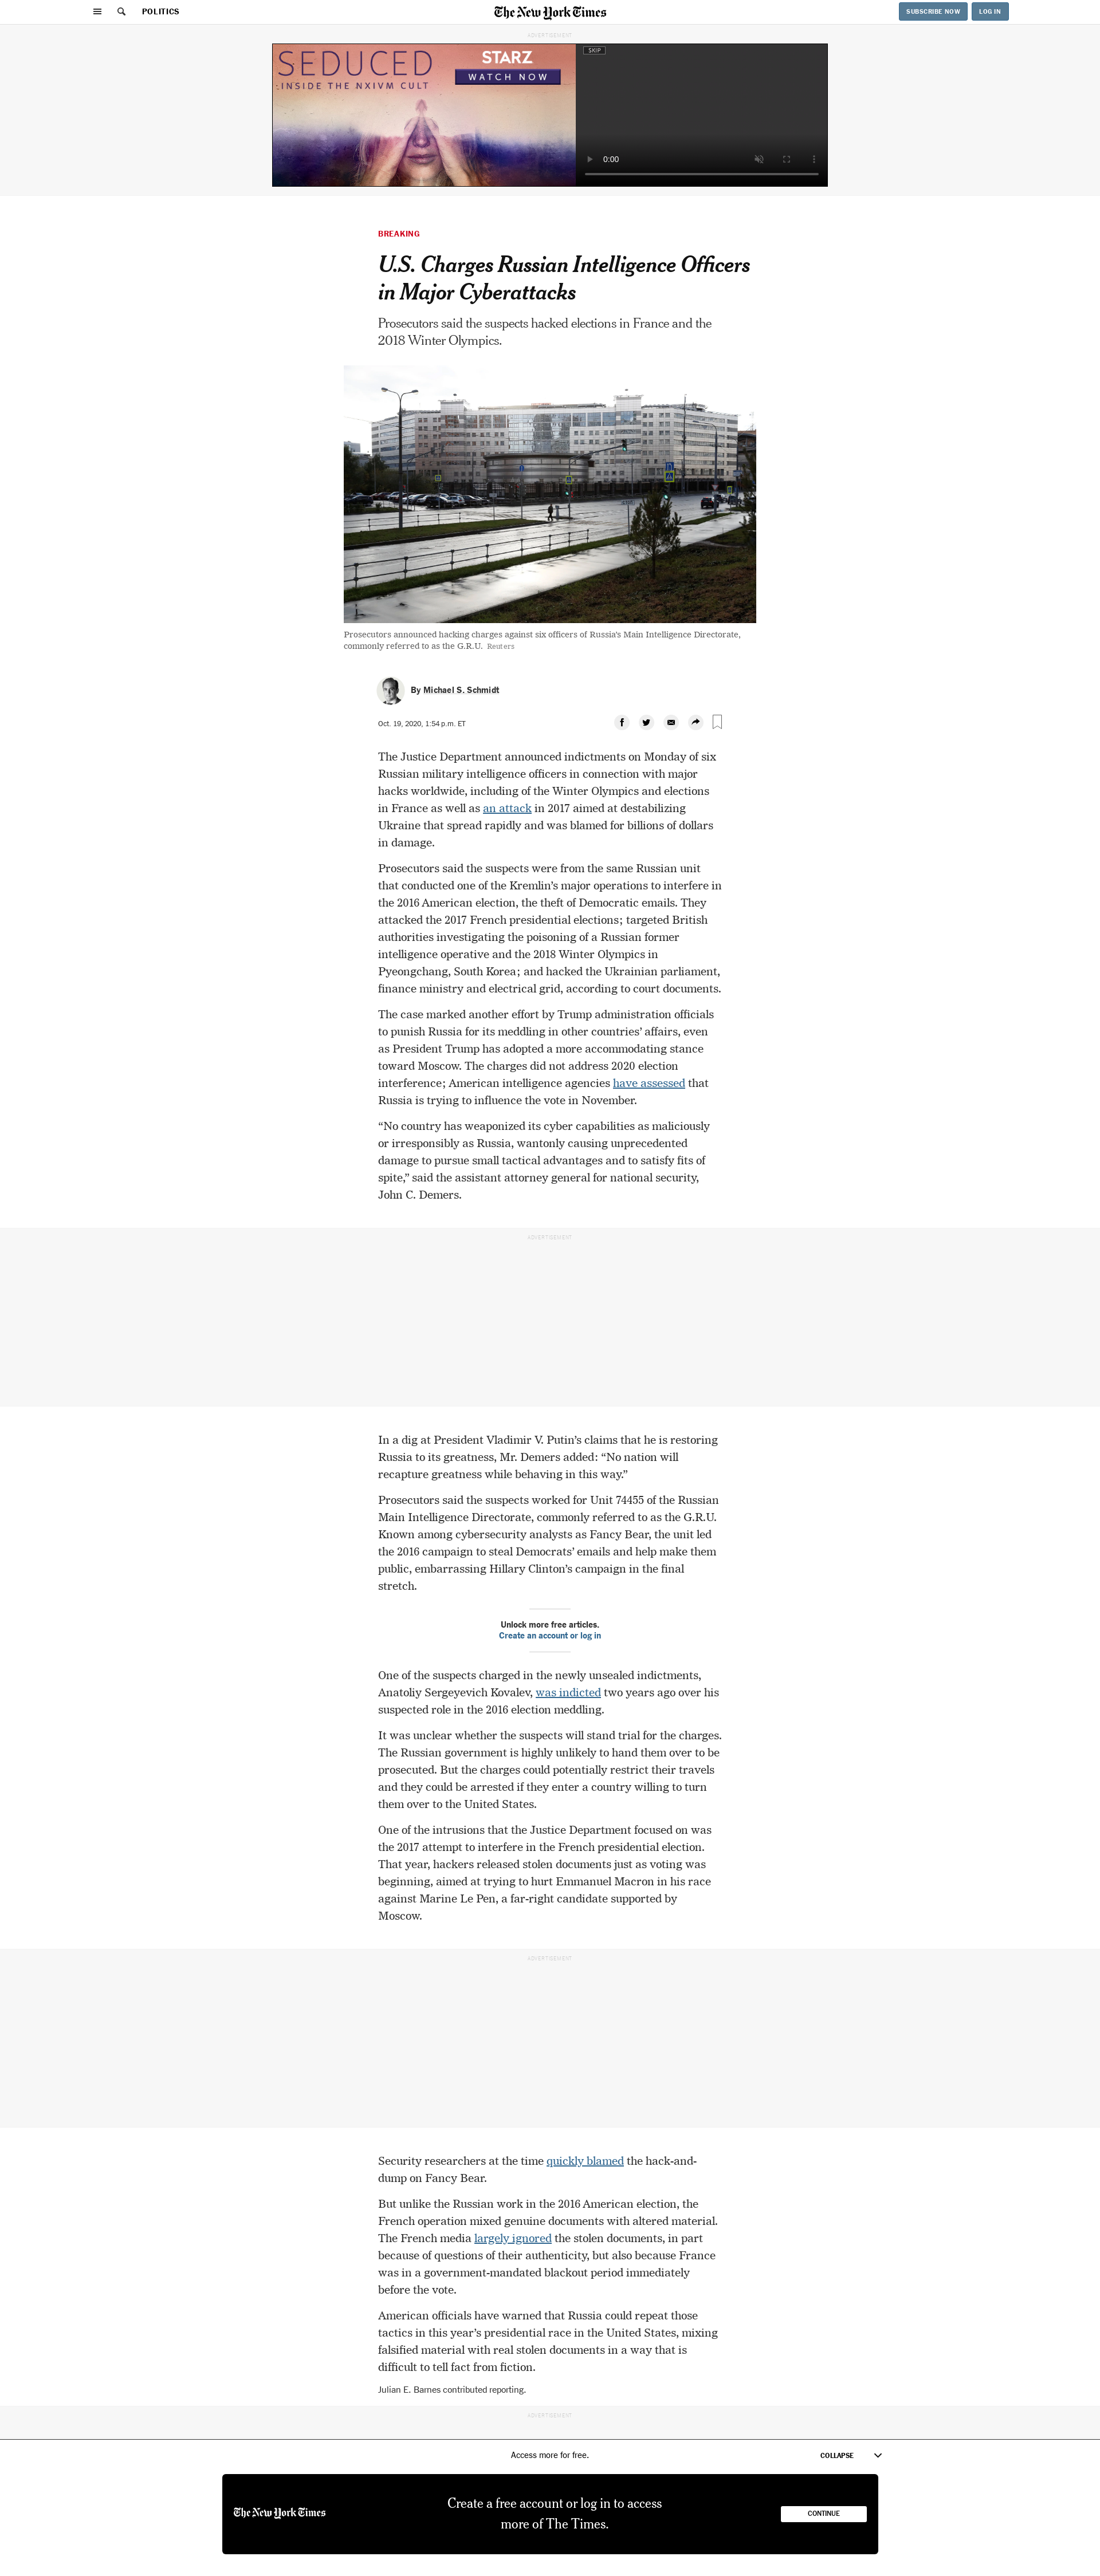 POLITICS
The New York Times
SUBSCRIBE NOW
LOG IN
ADVERTISEMENT
SEDUCED
INSIDE THE NXIVM CULT
STARZ
WATCH NOW
SKIP
0:00
BREAKING
U.S. Charges Russian Intelligence Officers
in Major Cyberattacks
Prosecutors said the suspects hacked elections in France and the
2018 Winter Olympics.
Prosecutors announced hacking charges against six officers of Russia’s Main Intelligence Directorate,
commonly referred to as the G.R.U. Reuters
By Michael S. Schmidt
Oct. 19, 2020, 1:54 p.m. ET
The Justice Department announced indictments on Monday of six
Russian military intelligence officers in connection with major
hacks worldwide, including of the Winter Olympics and elections
in France as well as an attack in 2017 aimed at destabilizing
Ukraine that spread rapidly and was blamed for billions of dollars
in damage.
Prosecutors said the suspects were from the same Russian unit
that conducted one of the Kremlin’s major operations to interfere in
the 2016 American election, the theft of Democratic emails. They
attacked the 2017 French presidential elections; targeted British
authorities investigating the poisoning of a Russian former
intelligence operative and the 2018 Winter Olympics in
Pyeongchang, South Korea; and hacked the Ukrainian parliament,
finance ministry and electrical grid, according to court documents.
The case marked another effort by Trump administration officials
to punish Russia for its meddling in other countries’ affairs, even
as President Trump has adopted a more accommodating stance
toward Moscow. The charges did not address 2020 election
interference; American intelligence agencies have assessed that
Russia is trying to influence the vote in November.
“No country has weaponized its cyber capabilities as maliciously
or irresponsibly as Russia, wantonly causing unprecedented
damage to pursue small tactical advantages and to satisfy fits of
spite,” said the assistant attorney general for national security,
John C. Demers.
ADVERTISEMENT
In a dig at President Vladimir V. Putin’s claims that he is restoring
Russia to its greatness, Mr. Demers added: “No nation will
recapture greatness while behaving in this way.”
Prosecutors said the suspects worked for Unit 74455 of the Russian
Main Intelligence Directorate, commonly referred to as the G.R.U.
Known among cybersecurity analysts as Fancy Bear, the unit led
the 2016 campaign to steal Democrats’ emails and help make them
public, embarrassing Hillary Clinton’s campaign in the final
stretch.
Unlock more free articles.
Create an account or log in
One of the suspects charged in the newly unsealed indictments,
Anatoliy Sergeyevich Kovalev, was indicted two years ago over his
suspected role in the 2016 election meddling.
It was unclear whether the suspects will stand trial for the charges.
The Russian government is highly unlikely to hand them over to be
prosecuted. But the charges could potentially restrict their travels
and they could be arrested if they enter a country willing to turn
them over to the United States.
One of the intrusions that the Justice Department focused on was
the 2017 attempt to interfere in the French presidential election.
That year, hackers released stolen documents just as voting was
beginning, aimed at trying to hurt Emmanuel Macron in his race
against Marine Le Pen, a far-right candidate supported by
Moscow.
ADVERTISEMENT
Security researchers at the time quickly blamed the hack-and-
dump on Fancy Bear.
But unlike the Russian work in the 2016 American election, the
French operation mixed genuine documents with altered material.
The French media largely ignored the stolen documents, in part
because of questions of their authenticity, but also because France
was in a government-mandated blackout period immediately
before the vote.
American officials have warned that Russia could repeat those
tactics in this year’s presidential race in the United States, mixing
falsified material with real stolen documents in a way that is
difficult to tell fact from fiction.
Julian E. Barnes contributed reporting.
ADVERTISEMENT
Access more for free.
COLLAPSE
The New York Times
Create a free account or log in to access
more of The Times.
CONTINUE